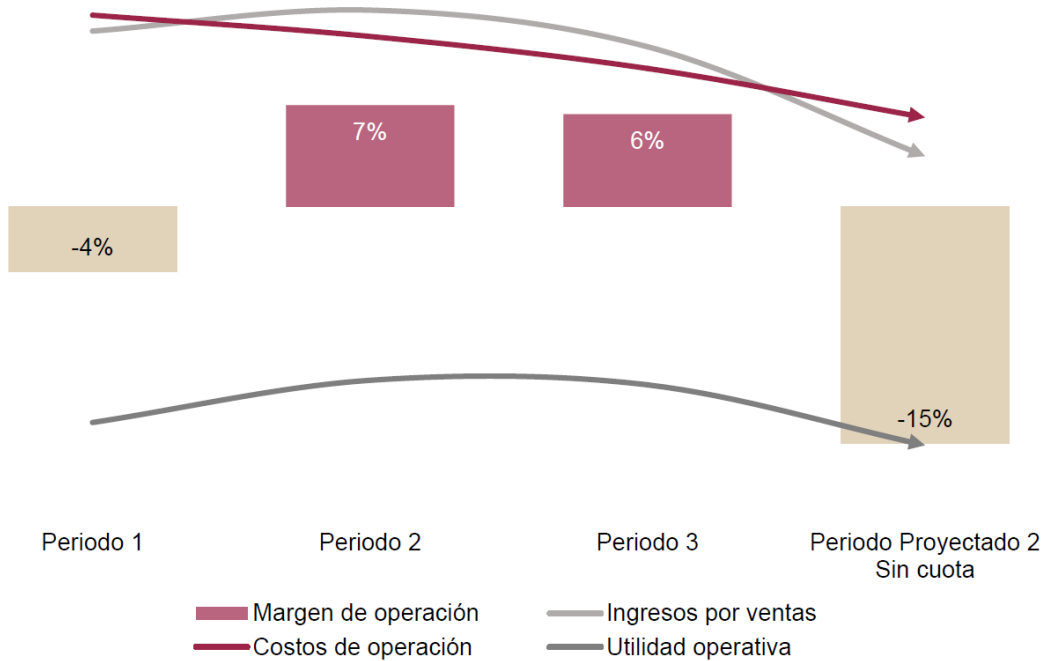 7%
6%
-4%
-15%
Periodo 1
Periodo 2
Periodo 3
Periodo Proyectado 2
Sin cuota
Margen de operación
Ingresos por ventas
Costos de operación
Utilidad operativa